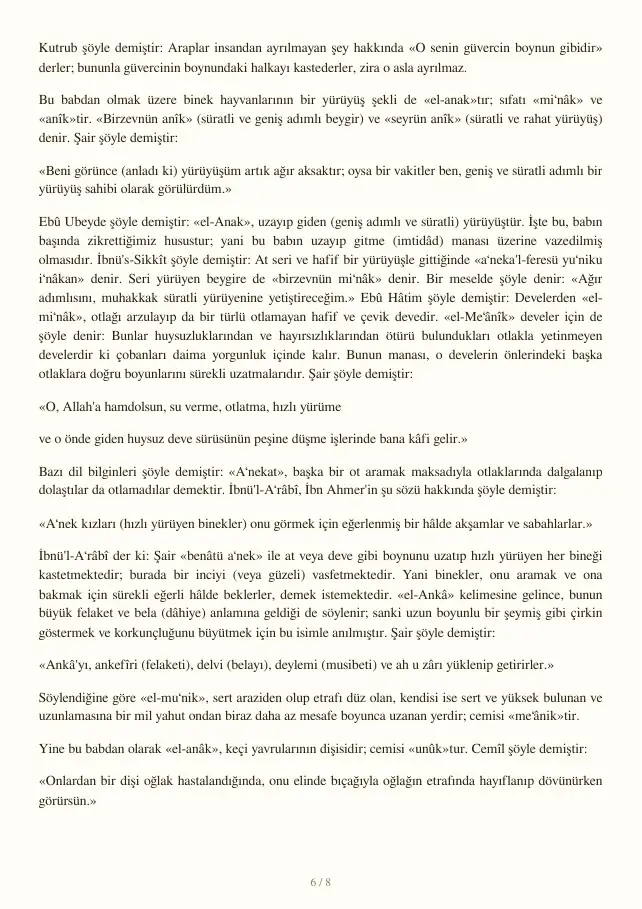 Kutrub şöyle demiştir: Araplar insandan ayrılmayan şey hakkında «O senin güvercin boynun gibidir»
derler; bununla güvercinin boynundaki halkayı kastederler, zira o asla ayrılmaz.
Bu babdan olmak üzere binek hayvanlarının bir yürüyüş şekli de «el-anak»tır; sıfatı «mi‘nâk» ve
«anîk»tir. «Birzevnün anîk» (süratli ve geniş adımlı beygir) ve «seyrün anîk» (süratli ve rahat yürüyüş)
denir. Şair şöyle demiştir:
«Beni görünce (anladı ki) yürüyüşüm artık ağır aksaktır; oysa bir vakitler ben, geniş ve süratli adımlı bir
yürüyüş sahibi olarak görülürdüm.»
Ebû Ubeyde şöyle demiştir: «el-Anak», uzayıp giden (geniş adımlı ve süratli) yürüyüştür. İşte bu, babın
başında zikrettiğimiz husustur; yani bu babın uzayıp gitme (imtidâd) manası üzerine vazedilmiş
olmasıdır. İbnü's-Sikkît şöyle demiştir: At seri ve hafif bir yürüyüşle gittiğinde «a‘neka'l-feresü yu‘niku
i‘nâkan» denir. Seri yürüyen beygire de «birzevnün mi‘nâk» denir. Bir meselde şöyle denir: «Ağır
adımlısını, muhakkak süratli yürüyenine yetiştireceğim.» Ebû Hâtim şöyle demiştir: Develerden «el-
mi‘nâk», otlağı arzulayıp da bir türlü otlamayan hafif ve çevik devedir. «el-Me‘ânîk» develer için de
şöyle denir: Bunlar huysuzluklarından ve hayırsızlıklarından ötürü bulundukları otlakla yetinmeyen
develerdir ki çobanları daima yorgunluk içinde kalır. Bunun manası, o develerin önlerindeki başka
otlaklara doğru boyunlarını sürekli uzatmalarıdır. Şair şöyle demiştir:
«O, Allah'a hamdolsun, su verme, otlatma, hızlı yürüme
ve o önde giden huysuz deve sürüsünün peşine düşme işlerinde bana kâfi gelir.»
Bazı dil bilginleri şöyle demiştir: «A‘nekat», başka bir ot aramak maksadıyla otlaklarında dalgalanıp
dolaştılar da otlamadılar demektir. İbnü'l-A‘râbî, İbn Ahmer'in şu sözü hakkında şöyle demiştir:
«A‘nek kızları (hızlı yürüyen binekler) onu görmek için eğerlenmiş bir hâlde akşamlar ve sabahlarlar.»
İbnü'l-A‘râbî der ki: Şair «benâtü a‘nek» ile at veya deve gibi boynunu uzatıp hızlı yürüyen her bineği
kastetmektedir; burada bir inciyi (veya güzeli) vasfetmektedir. Yani binekler, onu aramak ve ona
bakmak için sürekli eğerli hâlde beklerler, demek istemektedir. «el-Ankâ» kelimesine gelince, bunun
büyük felaket ve bela (dâhiye) anlamına geldiği de söylenir; sanki uzun boyunlu bir şeymiş gibi çirkin
göstermek ve korkunçluğunu büyütmek için bu isimle anılmıştır. Şair şöyle demiştir:
«Ankâ'yı, ankefîri (felaketi), delvi (belayı), deylemi (musibeti) ve ah u zârı yüklenip getirirler.»
Söylendiğine göre «el-mu‘nik», sert araziden olup etrafı düz olan, kendisi ise sert ve yüksek bulunan ve
uzunlamasına bir mil yahut ondan biraz daha az mesafe boyunca uzanan yerdir; cemisi «me‘ânik»tir.
Yine bu babdan olarak «el-anâk», keçi yavrularının dişisidir; cemisi «unûk»tur. Cemîl şöyle demiştir:
«Onlardan bir dişi oğlak hastalandığında, onu elinde bıçağıyla oğlağın etrafında hayıflanıp dövünürken
görürsün.»
6 / 8